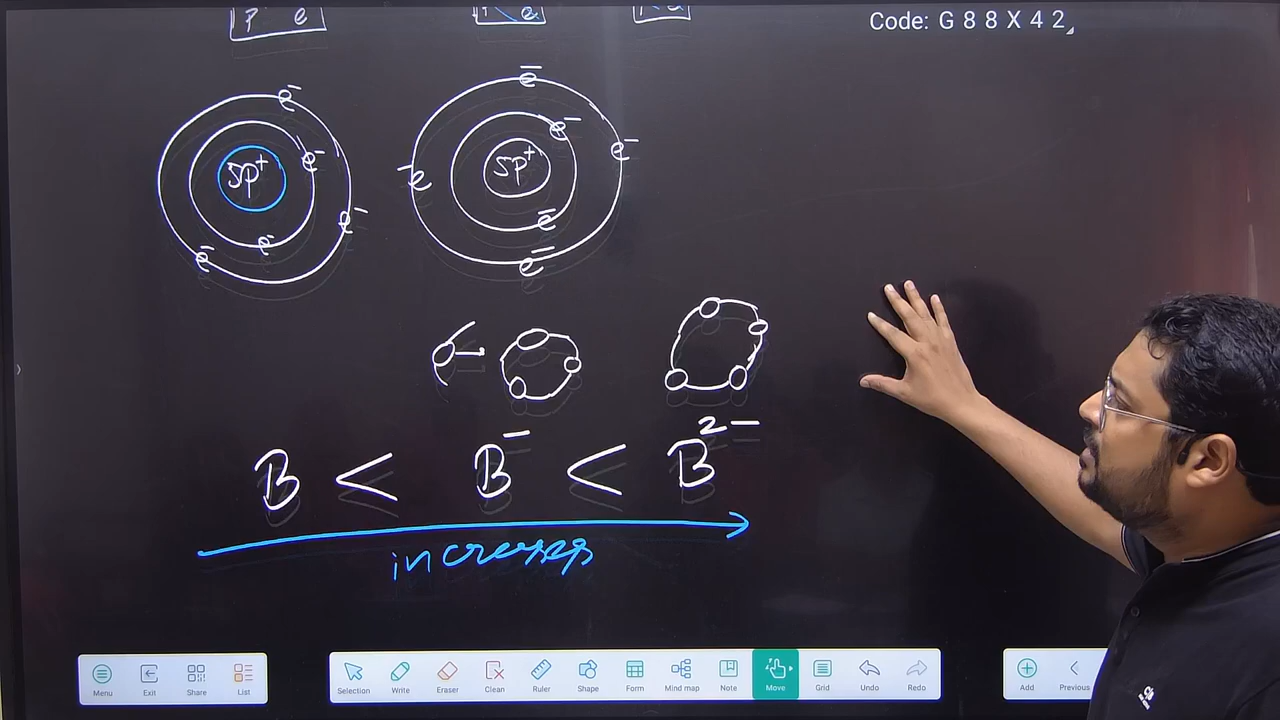 p e
Code: G 8 8 X 4 2
e⁻ e⁻
5p⁺ e⁻ 5p⁺ e⁻ e⁻
e⁻ e⁻
e⁻ e⁻ e⁻ e⁻
B < B⁻ < B²⁻
increases
Menu Exit Share List Selection Write Eraser Clean Ruler Shape Form Mind map Note Move Grid Undo Redo Add Previous